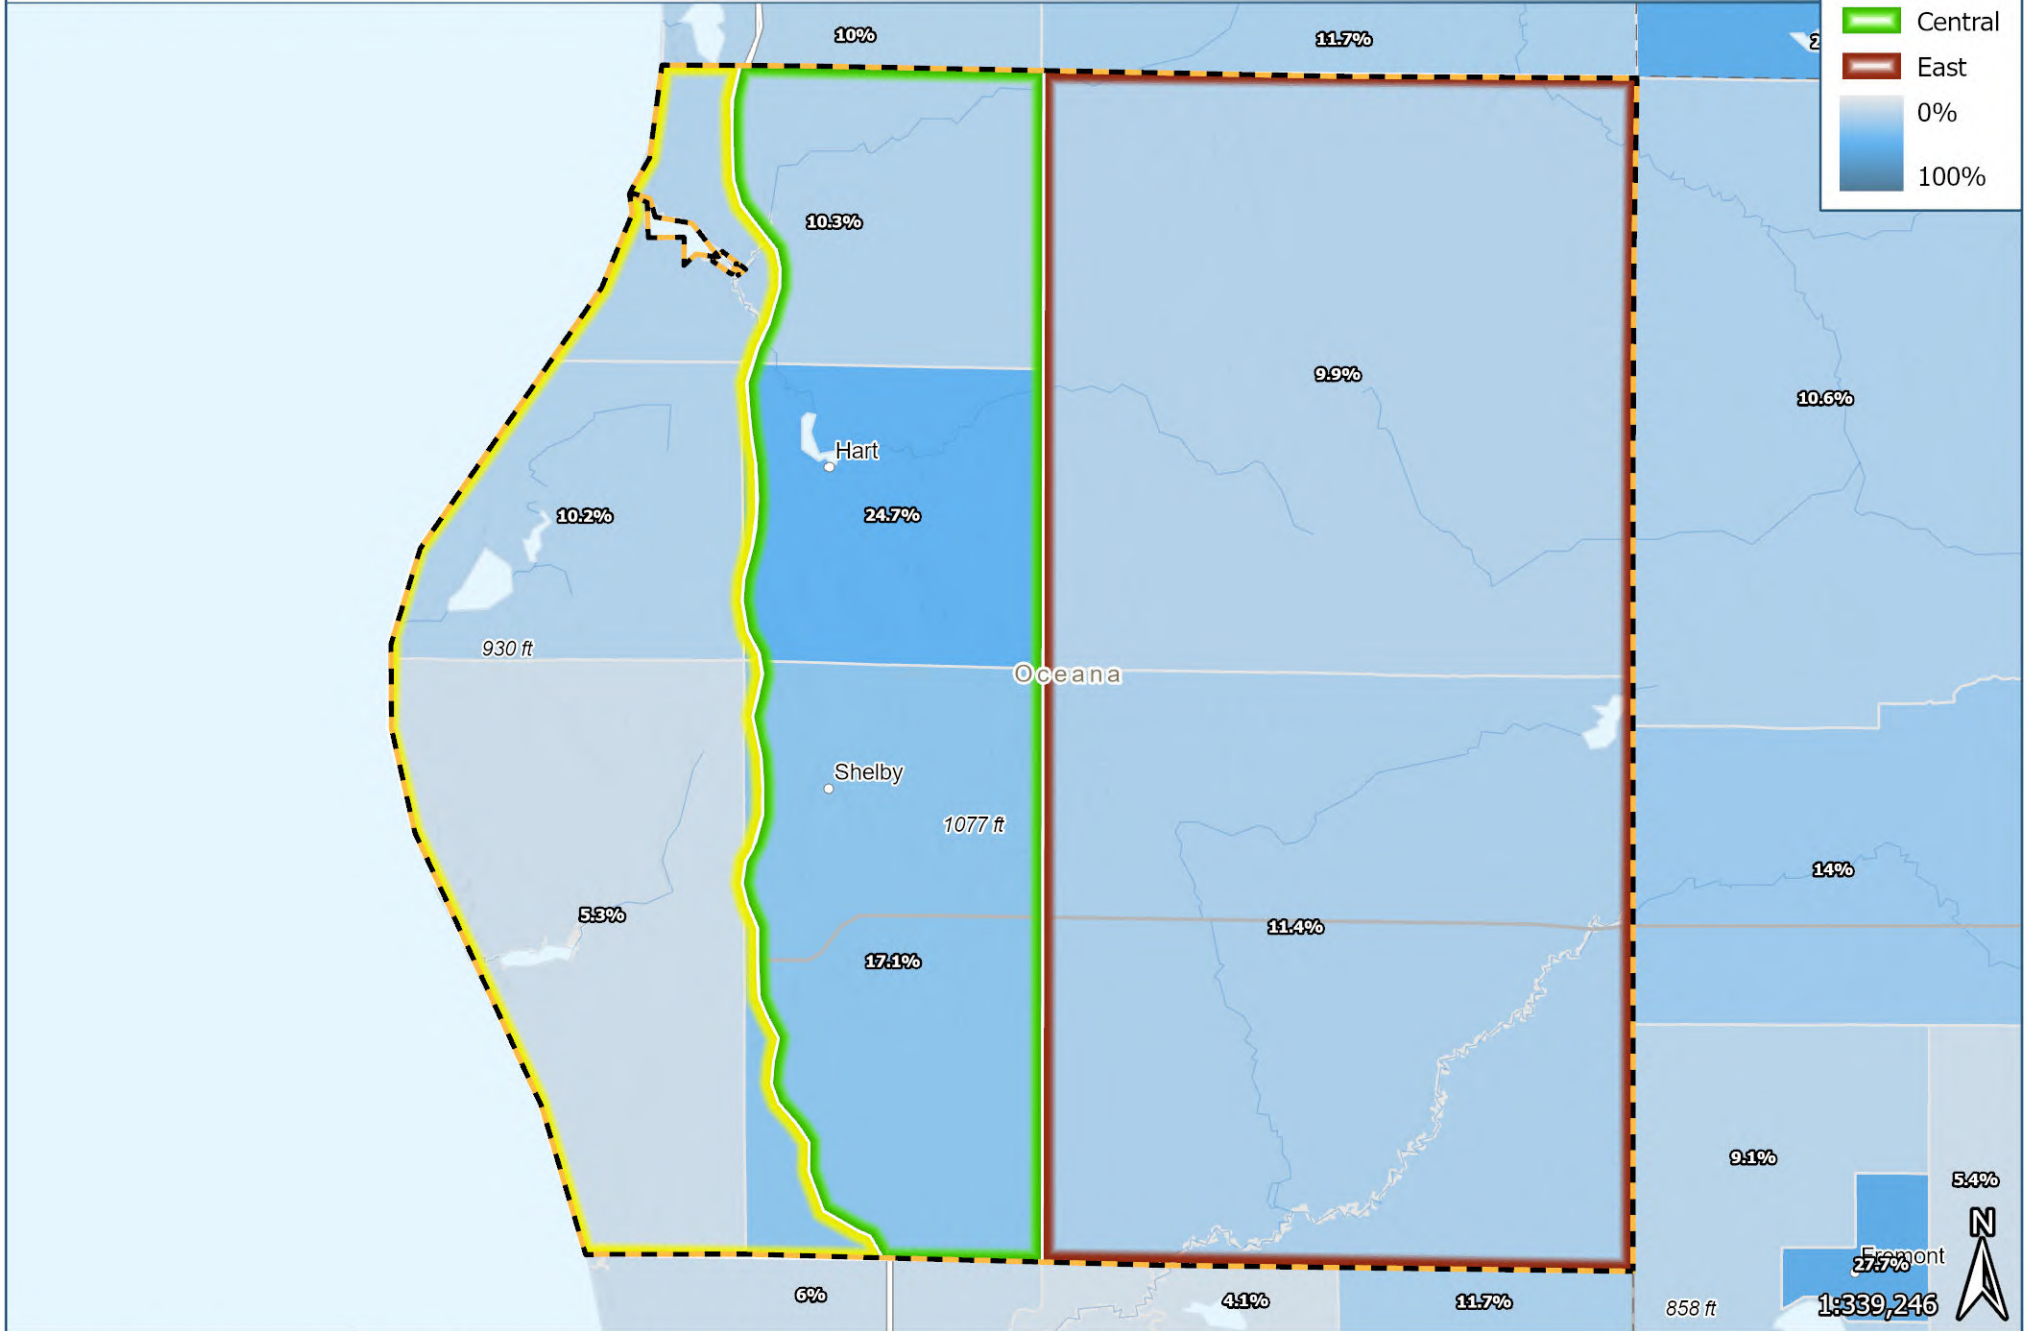 Central
East
0%
100%
10%
11.7%
10.3%
9.9%
10.6%
Hart
10.2%
24.7%
930 ft
Oceana
Shelby
1077 ft
14%
5.3%
11.4%
17.1%
9.1%
5.4%
N
Fremont
27.7%
6%
4.1%
11.7%
858 ft
1:339,246